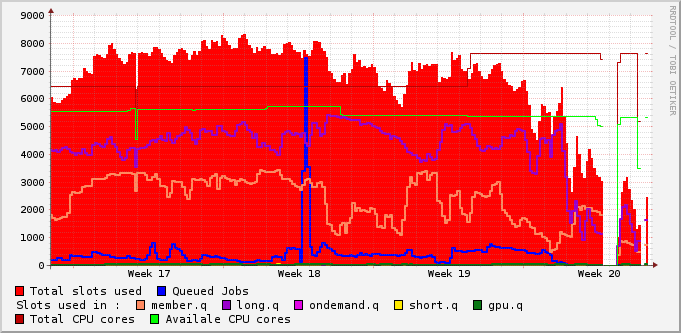 9000
8000
7000
6000
5000
4000
3000
2000
1000
0
Week 17 Week 18 Week 19 Week 20
RRDTOOL / TOBI OETIKER
Total slots used Queued Jobs
Slots used in : member.q long.q ondemand.q short.q gpu.q
Total CPU cores Availale CPU cores